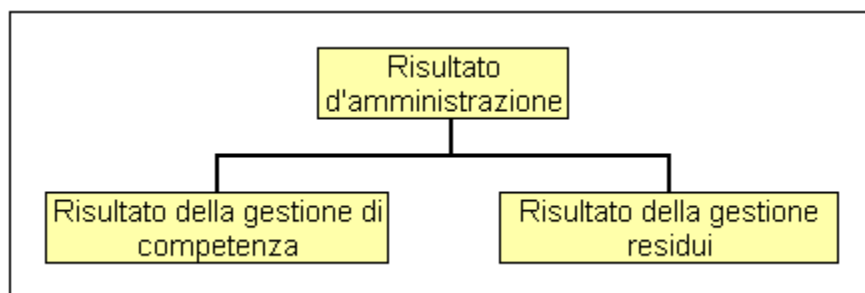 Risultato
d'amministrazione
Risultato della gestione di
competenza
Risultato della gestione
residui